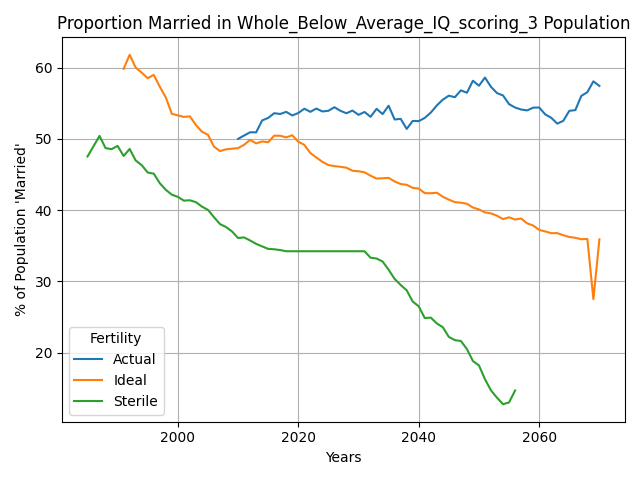 Proportion Married in Whole_Below_Average_IQ_scoring_3 Population
% of Population 'Married'
60
50
40
30
20
Fertility
Actual
Ideal
Sterile
2000
2020
2040
2060
Years